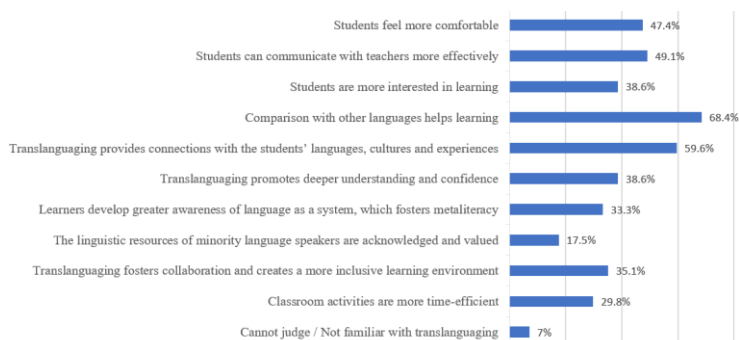 Students feel more comfortable 47.4%
Students can communicate with teachers more effectively 49.1%
Students are more interested in learning 38.6%
Comparison with other languages helps learning 68.4%
Translanguaging provides connections with the students' languages, cultures and experiences 59.6%
Translanguaging promotes deeper understanding and confidence 38.6%
Learners develop greater awareness of language as a system, which fosters metaliteracy 33.3%
The linguistic resources of minority language speakers are acknowledged and valued 17.5%
Translanguaging fosters collaboration and creates a more inclusive learning environment 35.1%
Classroom activities are more time-efficient 29.8%
Cannot judge / Not familiar with translanguaging 7%